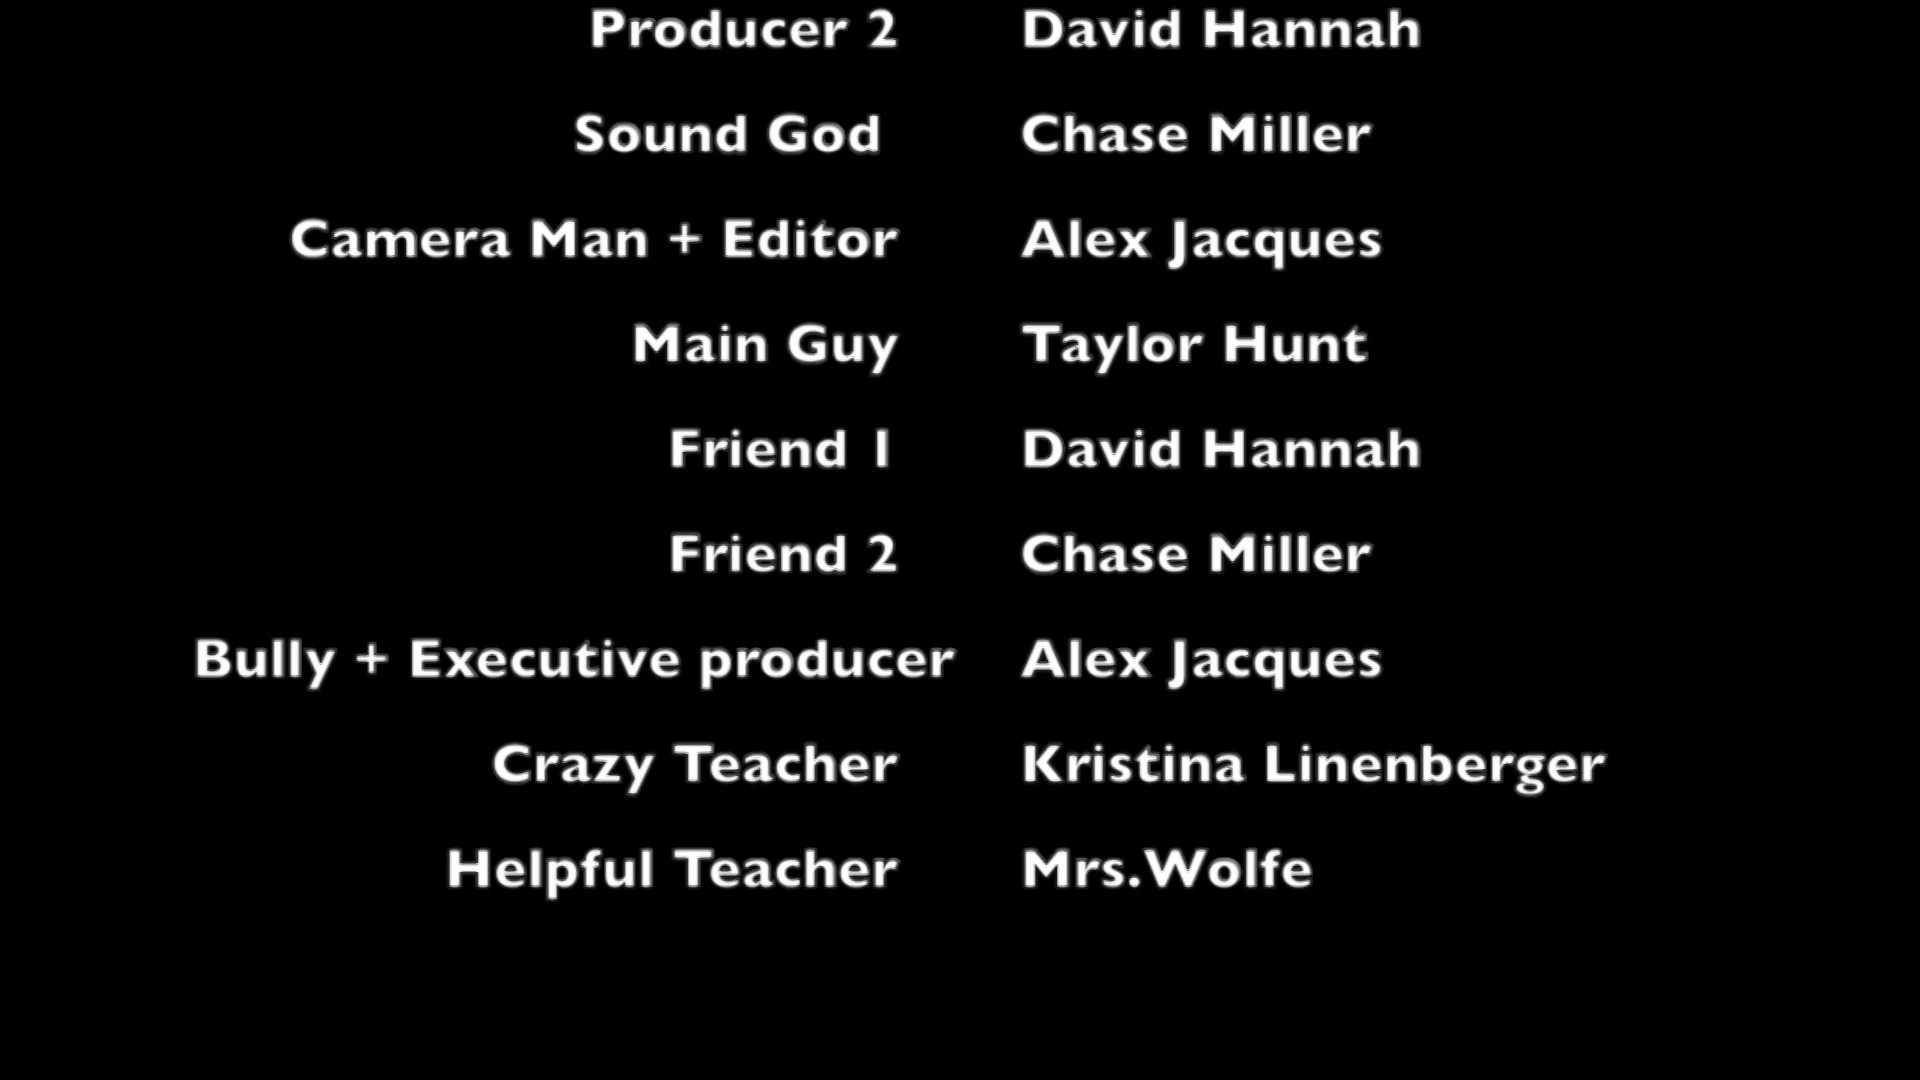 Producer 2 David Hannah
Sound God Chase Miller
Camera Man + Editor Alex Jacques
Main Guy Taylor Hunt
Friend 1 David Hannah
Friend 2 Chase Miller
Bully + Executive producer Alex Jacques
Crazy Teacher Kristina Linenberger
Helpful Teacher Mrs.Wolfe